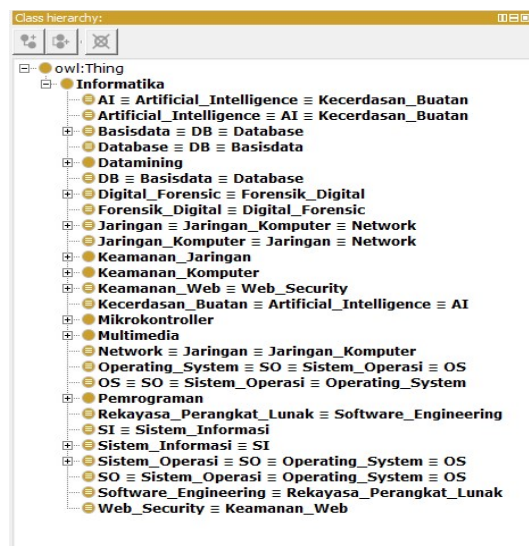 Class hierarchy:
owl:Thing
Informatika
AI ≡ Artificial_Intelligence ≡ Kecerdasan_Buatan
Artificial_Intelligence ≡ AI ≡ Kecerdasan_Buatan
Basisdata ≡ DB ≡ Database
Database ≡ DB ≡ Basisdata
Datamining
DB ≡ Basisdata ≡ Database
Digital_Forensic ≡ Forensik_Digital
Forensik_Digital ≡ Digital_Forensic
Jaringan ≡ Jaringan_Komputer ≡ Network
Jaringan_Komputer ≡ Jaringan ≡ Network
Keamanan_Jaringan
Keamanan_Komputer
Keamanan_Web ≡ Web_Security
Kecerdasan_Buatan ≡ Artificial_Intelligence ≡ AI
Mikrokontroller
Multimedia
Network ≡ Jaringan ≡ Jaringan_Komputer
Operating_System ≡ SO ≡ Sistem_Operasi ≡ OS
OS ≡ SO ≡ Sistem_Operasi ≡ Operating_System
Pemrograman
Rekayasa_Perangkat_Lunak ≡ Software_Engineering
SI ≡ Sistem_Informasi
Sistem_Informasi ≡ SI
Sistem_Operasi ≡ SO ≡ Operating_System ≡ OS
SO ≡ Sistem_Operasi ≡ Operating_System ≡ OS
Software_Engineering ≡ Rekayasa_Perangkat_Lunak
Web_Security ≡ Keamanan_Web